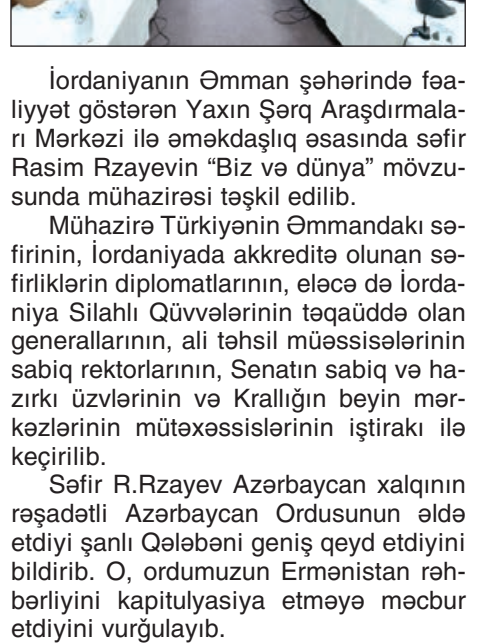 İordaniyanın Əmman şəhərində fəa-
liyyət göstərən Yaxın Şərq Araşdırmala-
rı Mərkəzi ilə əməkdaşlıq əsasında səfir
Rasim Rzayevin “Biz və dünya” mövzu-
sunda mühazirəsi təşkil edilib.
Mühazirə Türkiyənin Əmmandakı sə-
firinin, İordaniyada akkreditə olunan sə-
firliklərin diplomatlarının, eləcə də İorda-
niya Silahlı Qüvvələrinin təqaüddə olan
generallarının, ali təhsil müəssisələrinin
sabiq rektorlarının, Senatın sabiq və ha-
zırkı üzvlərinin və Krallığın beyin mər-
kəzlərinin mütəxəssislərinin iştirakı ilə
keçirilib.
Səfir R.Rzayev Azərbaycan xalqının
rəşadətli Azərbaycan Ordusunun əldə
etdiyi şanlı Qələbəni geniş qeyd etdiyini
bildirib. O, ordumuzun Ermənistan rəh-
bərliyini kapitulyasiya etməyə məcbur
etdiyini vurğulayıb.